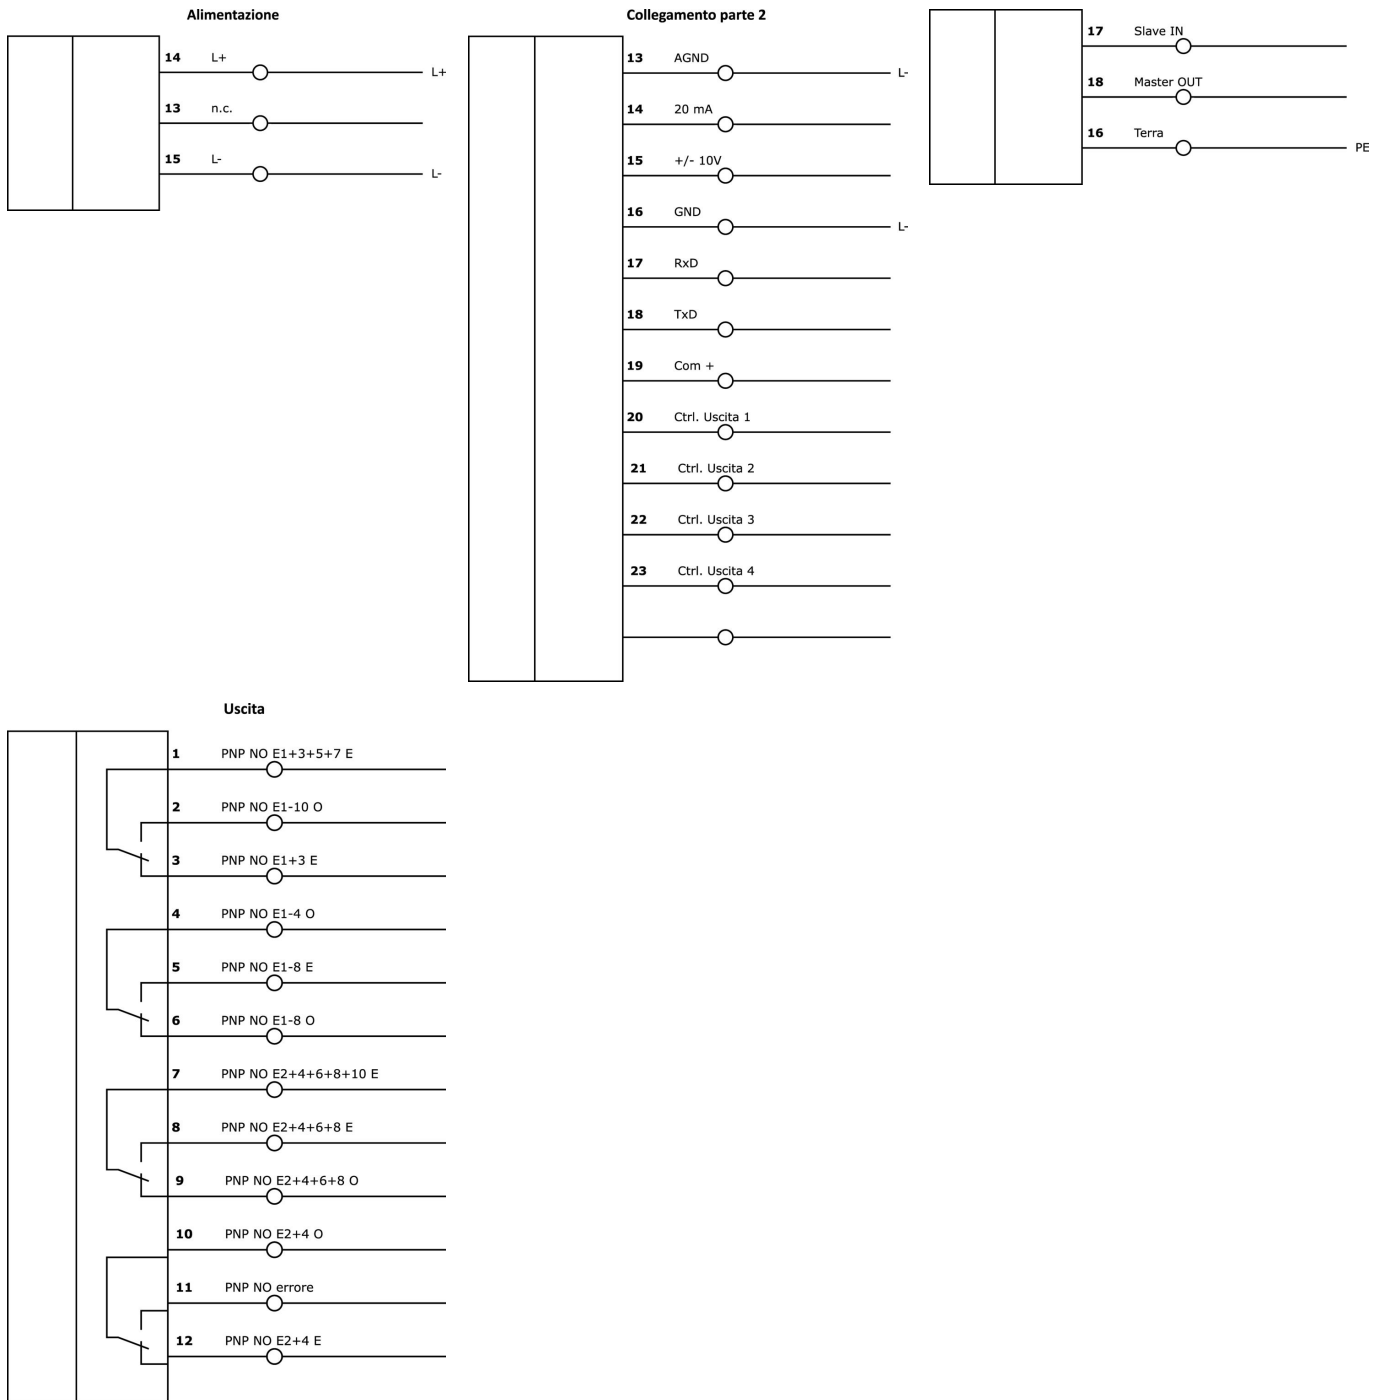 Alimentazione
14 L+ L+
13 n.c.
15 L- L-
Collegamento parte 2
13 AGND L-
14 20 mA
15 +/- 10V
16 GND L-
17 RxD
18 TxD
19 Com +
20 Ctrl. Uscita 1
21 Ctrl. Uscita 2
22 Ctrl. Uscita 3
23 Ctrl. Uscita 4
17 Slave IN
18 Master OUT
16 Terra PE
Uscita
1 PNP NO E1+3+5+7 E
2 PNP NO E1-10 O
3 PNP NO E1+3 E
4 PNP NO E1-4 O
5 PNP NO E1-8 E
6 PNP NO E1-8 O
7 PNP NO E2+4+6+8+10 E
8 PNP NO E2+4+6+8 E
9 PNP NO E2+4+6+8 O
10 PNP NO E2+4 O
11 PNP NO errore
12 PNP NO E2+4 E